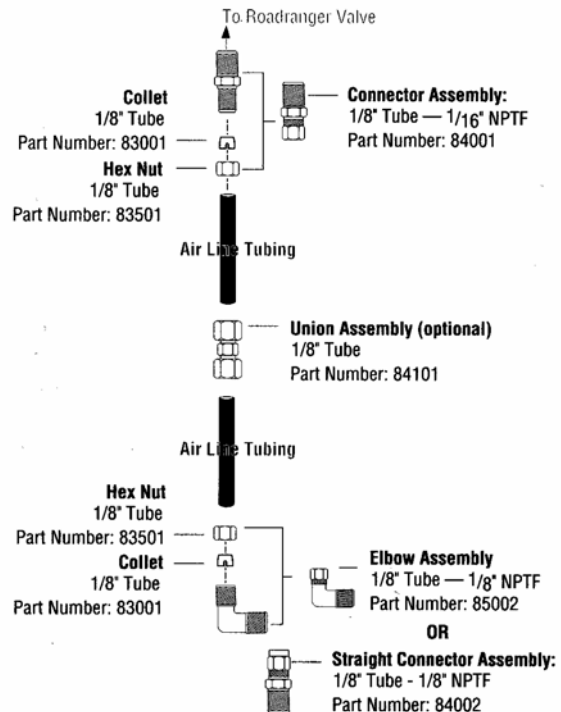 To Roadranger Valve
Collet
1/8" Tube
Part Number: 83001
Hex Nut
1/8" Tube
Part Number: 83501
Connector Assembly:
1/8" Tube — 1/16" NPTF
Part Number: 84001
Air Line Tubing
Union Assembly (optional)
1/8" Tube
Part Number: 84101
Air Line Tubing
Hex Nut
1/8" Tube
Part Number: 83501
Collet
1/8" Tube
Part Number: 83001
Elbow Assembly
1/8" Tube — 1/8" NPTF
Part Number: 85002
OR
Straight Connector Assembly:
1/8" Tube - 1/8" NPTF
Part Number: 84002